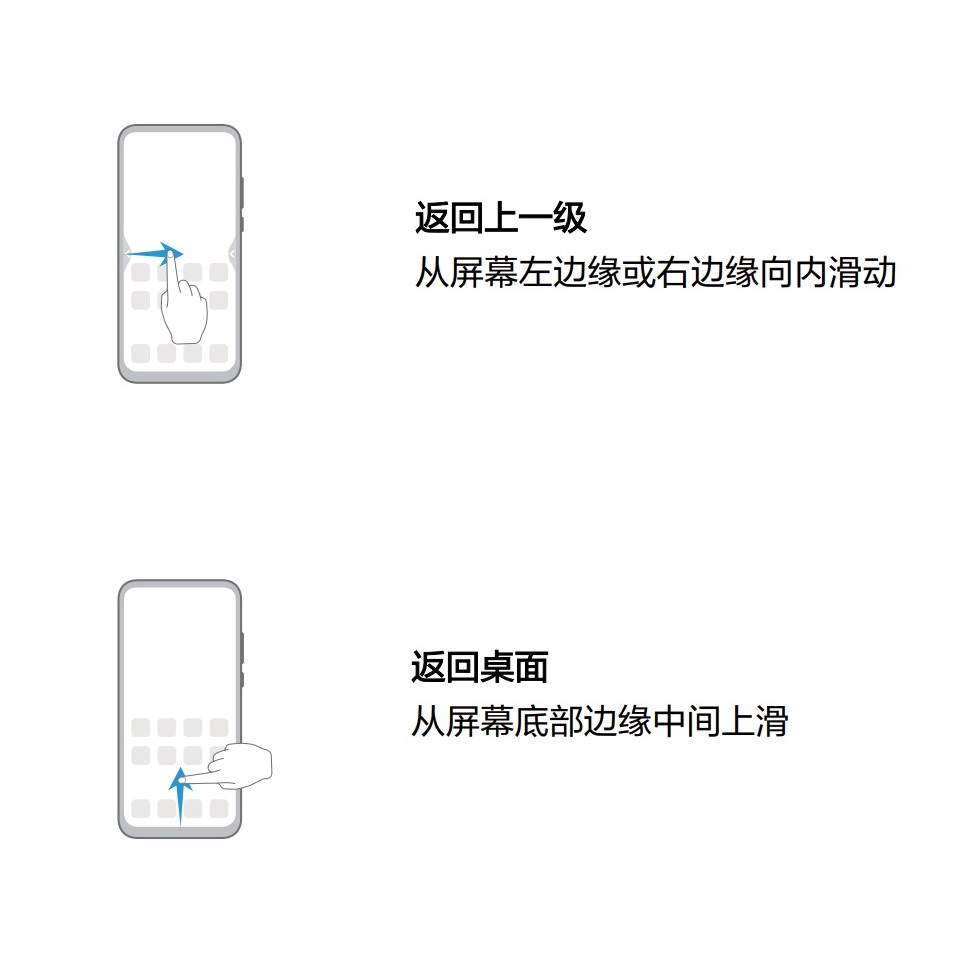 返回上一级
从屏幕左边缘或右边缘向内滑动
返回桌面
从屏幕底部边缘中间上滑